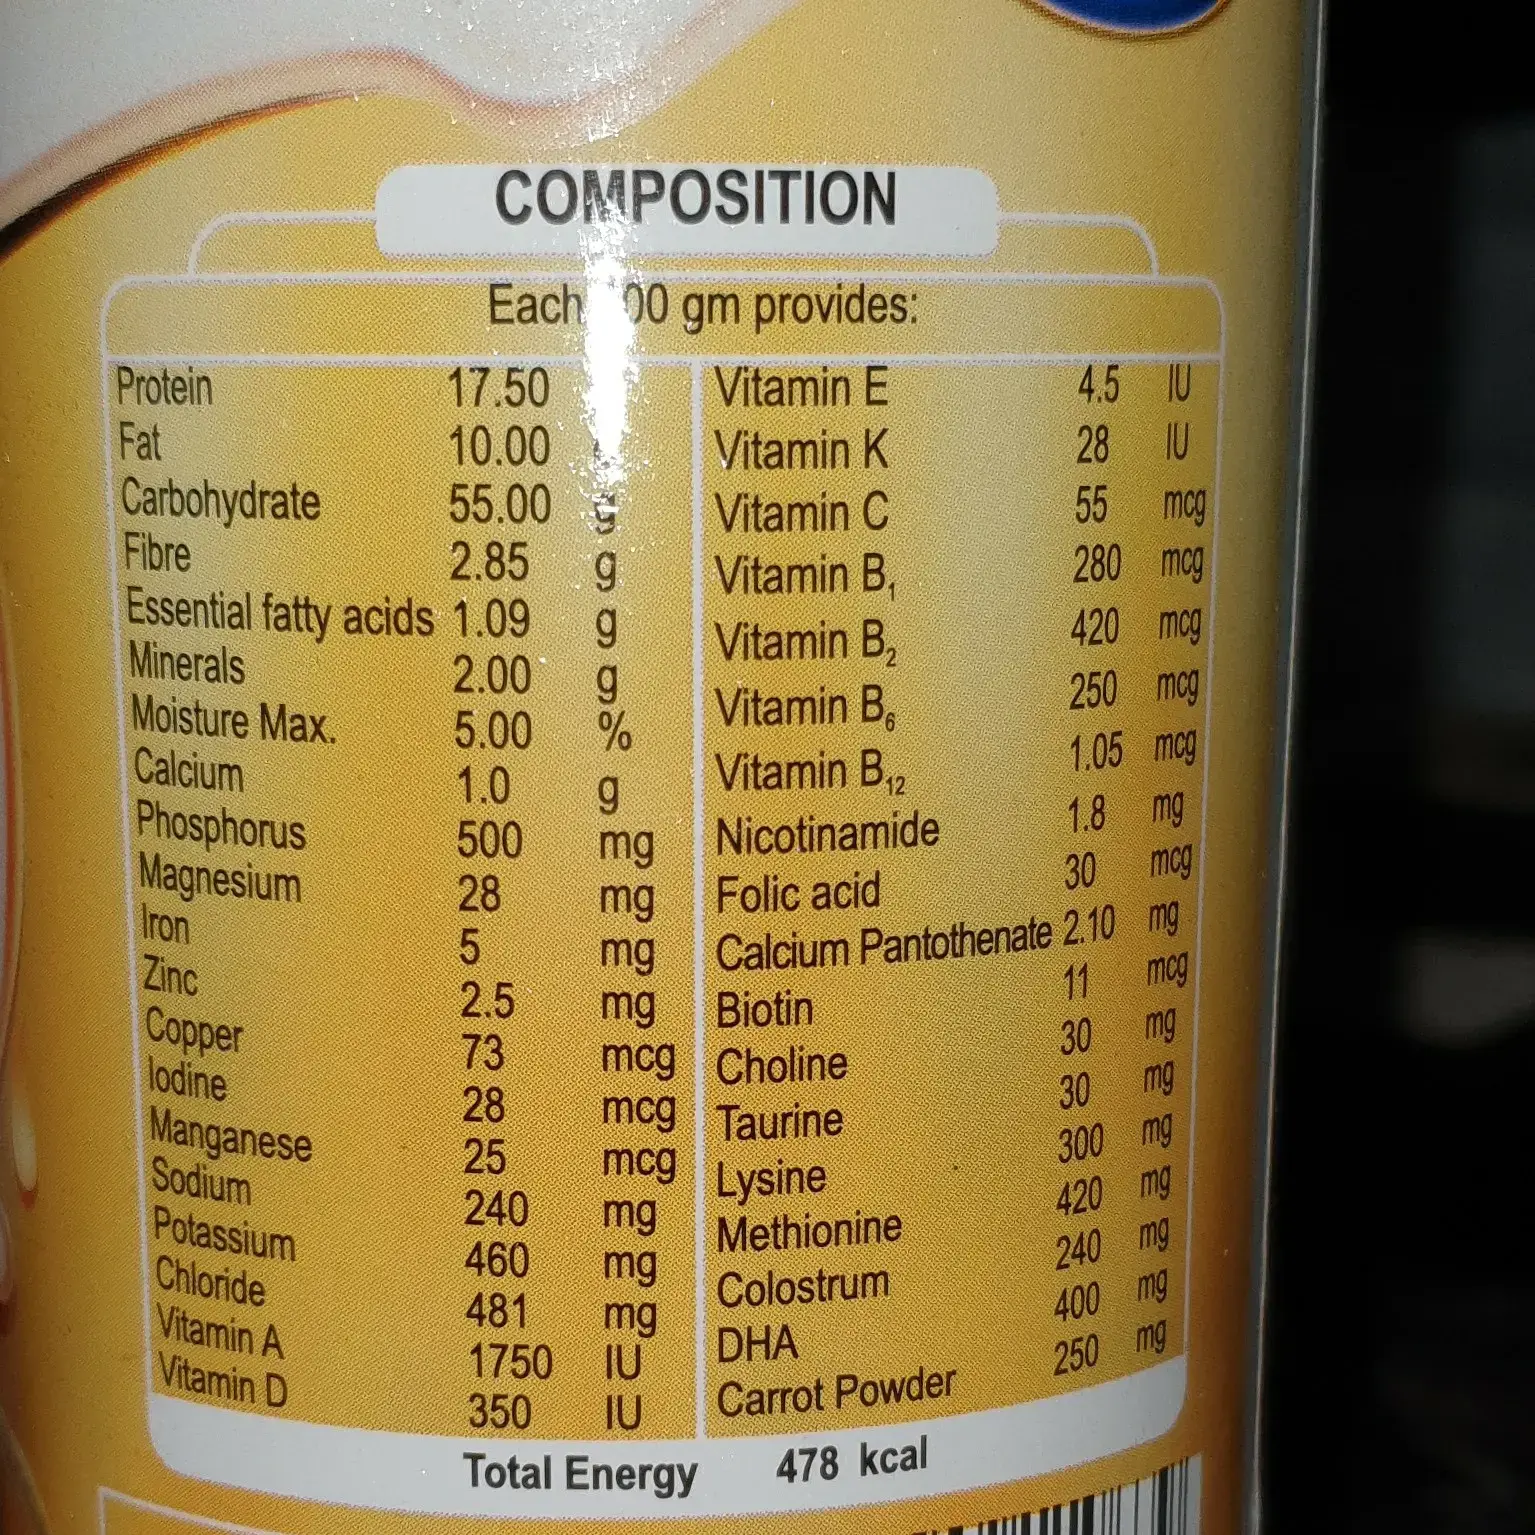 COMPOSITION
Each gm provides:
Protein 17.50
Fat 10.00
Carbohydrate 55.00 g
Fibre 2.85 g
Essential fatty acids 1.09 g
Minerals 2.00 g
Moisture Max. 5.00 %
Calcium 1.0 g
Phosphorus 500 mg
Magnesium 28 mg
Iron 5 mg
Zinc 2.5 mg
Copper 73 mcg
Iodine 28 mcg
Manganese 25 mcg
Sodium 240 mg
Potassium 460 mg
Chloride 481 mg
Vitamin A 1750 IU
Vitamin D 350 IU
Vitamin E 4.5 IU
Vitamin K 28 IU
Vitamin C 55 mcg
Vitamin B₁ 280 mcg
Vitamin B₂ 420 mcg
Vitamin B₆ 250 mcg
Vitamin B₁₂ 1.05 mcg
Nicotinamide 1.8 mg
Folic acid 30 mcg
Calcium Pantothenate 2.10 mg
Biotin 11 mcg
Choline 30 mg
Taurine 30 mg
Lysine 300 mg
Methionine 420 mg
Colostrum 240 mg
DHA 400 mg
Carrot Powder 250 mg
Total Energy 478 kcal